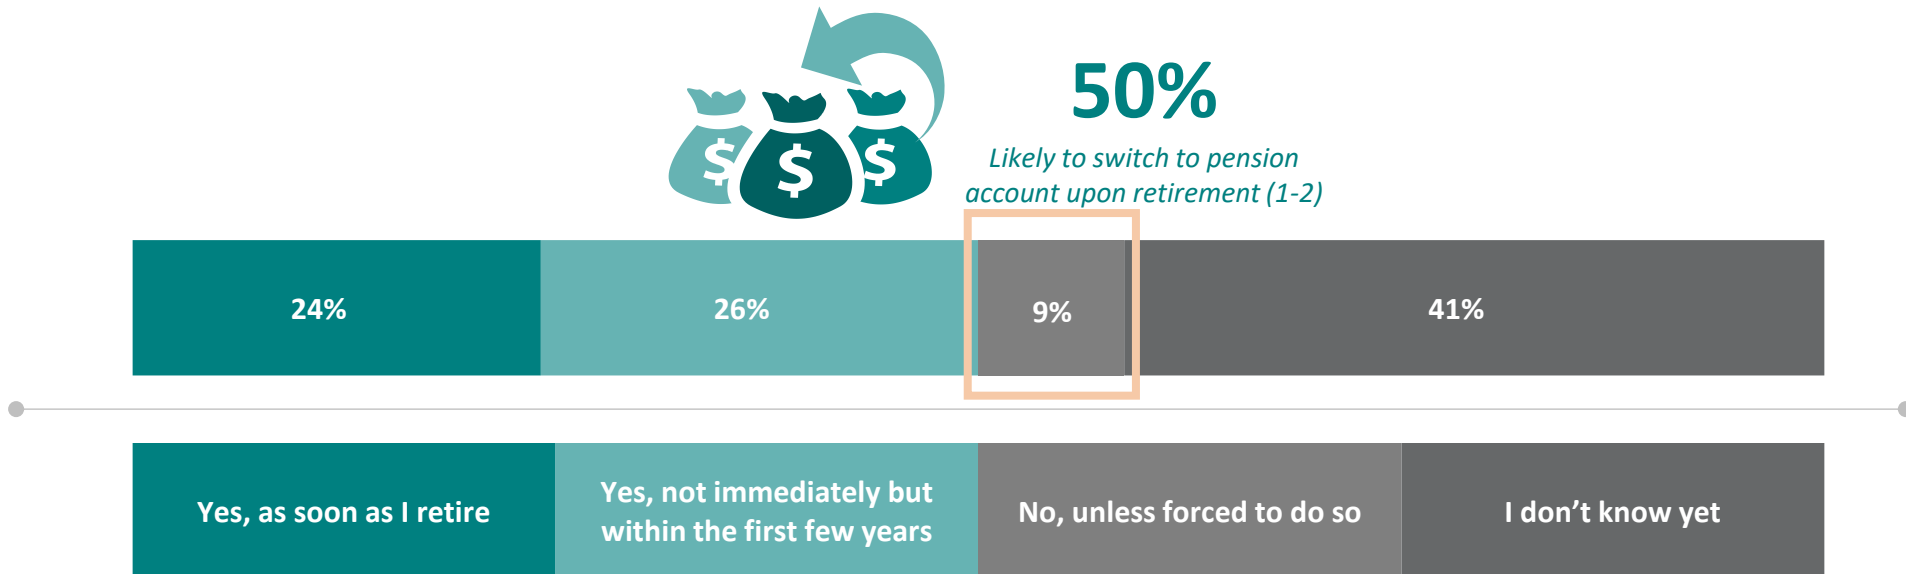 50%
Likely to switch to pension
account upon retirement (1-2)
$ $ $
24% 26% 9% 41%
Yes, as soon as I retire
Yes, not immediately but
within the first few years
No, unless forced to do so
I don’t know yet